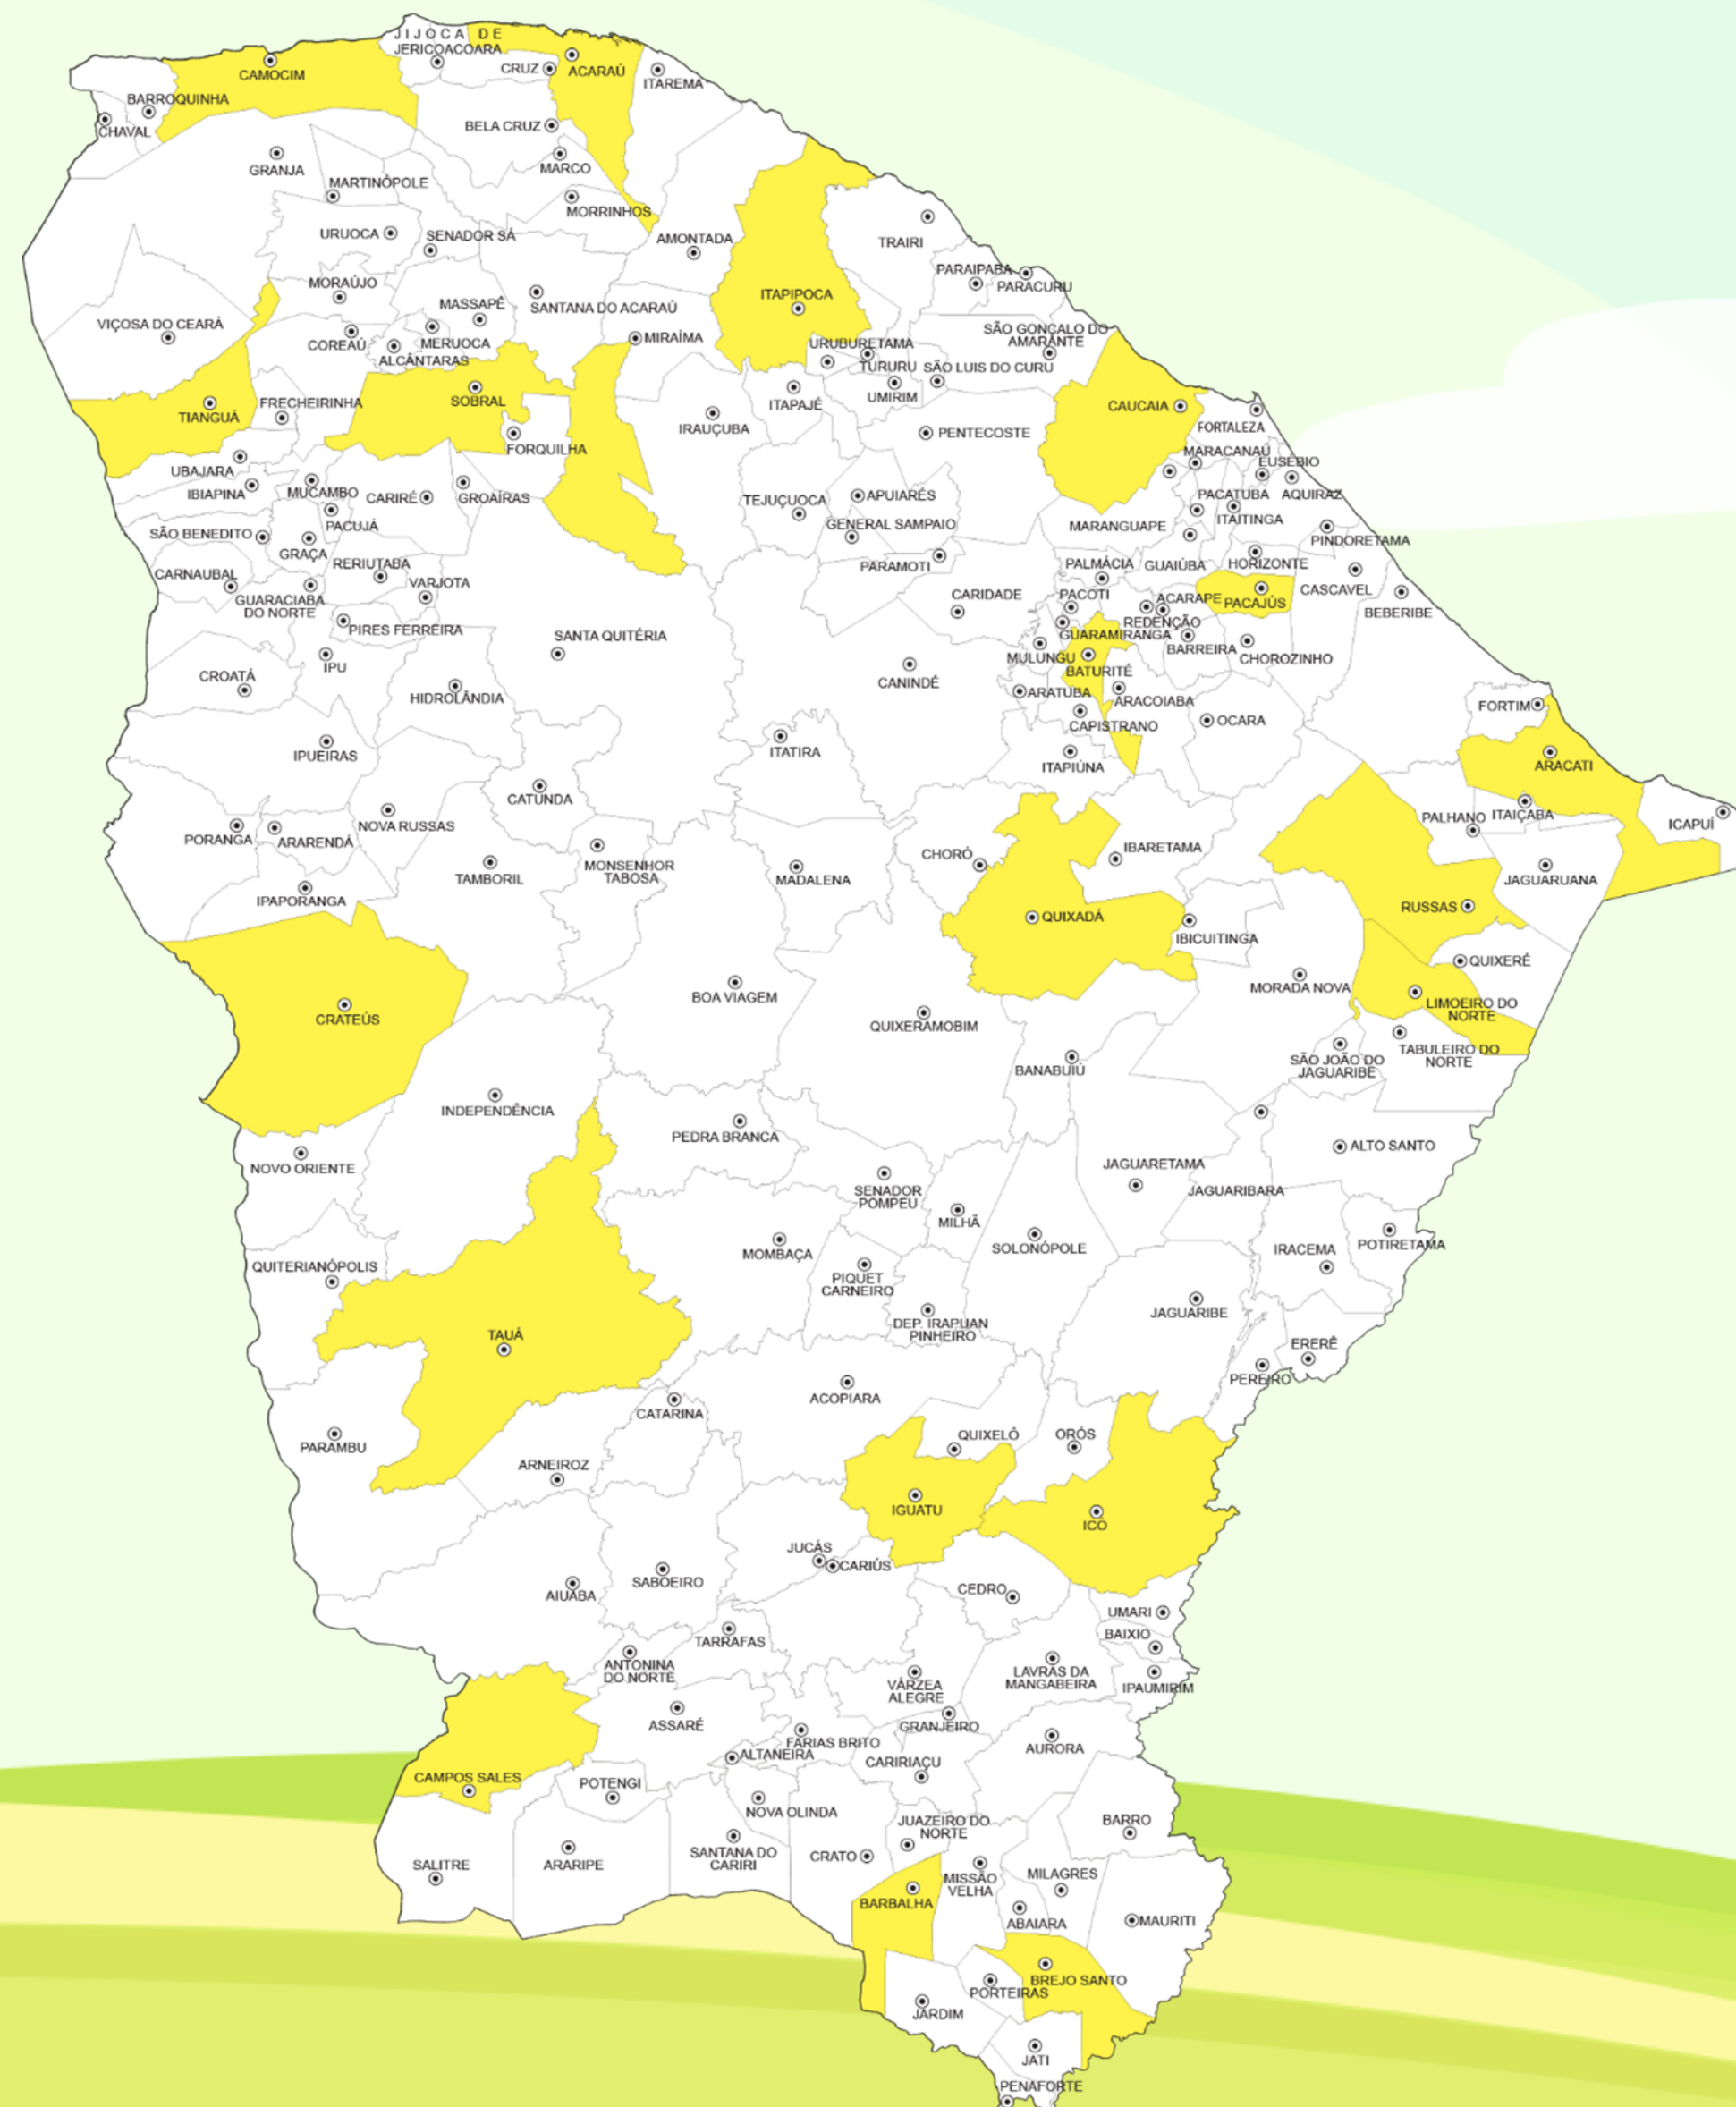 JIJOCA DE
JERICOACOARA
CAMOCIM
CRUZ
ACARAÚ
ITAREMA
BARROQUINHA
CHAVAL
BELA CRUZ
GRANJA
MARCO
MARTINÓPOLE
MORRINHOS
URUOCA
SENADOR SÁ
AMONTADA
TRAIRI
PARAIPABA
PARACURU
MORAÚJO
ITAPIPOCA
MASSAPÊ
SANTANA DO ACARAÚ
VIÇOSA DO CEARÁ
MIRAÍMA
SÃO GONÇALO DO
AMARANTE
COREAÚ
MERUOCA
URUBURETAMA
ALCÂNTARAS
TURURU
SÃO LUIS DO CURU
UMIRIM
FRECHEIRINHA
SOBRAL
ITAPAJÉ
CAUCAIA
TIANGUÁ
IRAUÇUBA
PENTECOSTE
FORTALEZA
FORQUILHA
MARACANAÚ
EUSÉBIO
UBAJARA
IBIAPINA
MUCAMBO
CARIRÉ
GROAÍRAS
TEJUÇUOCA
APUIARÉS
PACATUBA
AQUIRAZ
PACUJÁ
GENERAL SAMPAIO
MARANGUAPE
ITAITINGA
SÃO BENEDITO
PINDORETAMA
GRAÇA
RERIUTABA
PARAMOTI
PALMÁCIA
GUAIÚBA
HORIZONTE
CARNAUBAL
VARJOTA
CASCAVEL
GUARACIABA
DO NORTE
CARIDADE
PACOTI
ACARAPE
PACAJÚS
BEBERIBE
REDENÇÃO
PIRES FERREIRA
SANTA QUITÉRIA
GUARAMIRANGA
BARREIRA
CHOROZINHO
MULUNGU
IPU
BATURITÉ
CROATÁ
CANINDÉ
HIDROLÂNDIA
ARATUBA
ARACOIABA
FORTIM
CAPISTRANO
OCARA
IPUEIRAS
ITATIRA
ITAPIÚNA
ARACATI
CATUNDA
PORANGA
ARARENDÁ
NOVA RUSSAS
PALHANO
ITAIÇABA
ICAPUÍ
CHORÓ
IBARETAMA
TAMBORIL
MONSENHOR
TABOSA
MADALENA
JAGUARUANA
IPAPORANGA
QUIXADÁ
RUSSAS
IBICUITINGA
QUIXERÉ
BOA VIAGEM
MORADA NOVA
LIMOEIRO DO
NORTE
CRATEÚS
QUIXERAMOBIM
TABULEIRO DO
NORTE
SÃO JOÃO DO
JAGUARIBE
BANABUIÚ
INDEPENDÊNCIA
PEDRA BRANCA
ALTO SANTO
NOVO ORIENTE
JAGUARETAMA
SENADOR
POMPEU
JAGUARIBARA
MILHÃ
MOMBAÇA
SOLONÓPOLE
IRACEMA
POTIRETAMA
QUITERIANÓPOLIS
PIQUET
CARNEIRO
JAGUARIBE
DEP. IRAPUAN
PINHEIRO
TAUÁ
ERERÊ
PEREIRO
ACOPIARA
CATARINA
PARAMBU
QUIXELÔ
ORÓS
ARNEIROZ
IGUATU
ICÓ
JUCÁS
CARIÚS
AIUABA
SABOEIRO
CEDRO
UMARI
BAIXIO
TARRAFAS
ANTONINA
DO NORTE
LAVRAS DA
MANGABEIRA
VÁRZEA
ALEGRE
IPAUMIRIM
ASSARÉ
GRANJEIRO
FARIAS BRITO
ALTANEIRA
AURORA
CARIRIAÇU
CAMPOS SALES
POTENGI
NOVA OLINDA
JUAZEIRO DO
NORTE
BARRO
SALITRE
ARARIPE
SANTANA DO
CARIRI
CRATO
MISSÃO
VELHA
MILAGRES
BARBALHA
ABAIARA
MAURITI
BREJO SANTO
PORTEIRAS
JARDIM
JATI
PENAFORTE